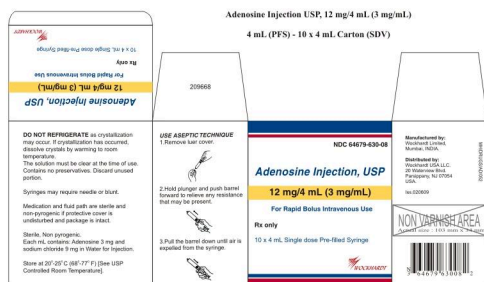 Adenosine Injection USP, 12 mg/4 mL (3 mg/mL)
4 mL (PFS) - 10 x 4 mL Carton (SDV)
WOCKHARDT
10 x 4 mL Single dose Pre-filled Syringe
Rx only
For Rapid Bolus Intravenous Use
12 mg/4 mL (3 mg/mL)
Adenosine Injection, USP
209668
DO NOT REFRIGERATE as crystallization
may occur. If crystallization has occurred,
dissolve crystals by warming to room
temperature.
The solution must be clear at the time of use.
Contains no preservatives. Discard unused
portion.
Syringes may require needle or blunt.
Medication and fluid path are sterile and
non-pyrogenic if protective cover is
undisturbed and package is intact.
Sterile, Non pyrogenic.
Each mL contains: Adenosine 3 mg and
sodium chloride 9 mg in Water for Injection.
Store at 20°-25°C (68°-77° F) [See USP
Controlled Room Temperature].
USE ASEPTIC TECHNIQUE
1.Remove luer cover.
2.Hold plunger and push barrel
forward to relieve any resistance
that may be present.
3.Pull the barrel down until air is
expelled from the syringe.
NDC 64679-630-08
Adenosine Injection, USP
12 mg/4 mL (3 mg/mL)
For Rapid Bolus Intravenous Use
Rx only
10 x 4 mL Single dose Pre-filled Syringe
WOCKHARDT
Manufactured by:
Wockhardt Limited,
Mumbai, INDIA.
Distributed by:
Wockhardt USA LLC.
20 Waterview Blvd.
Parsippany, NJ 07054
USA.
Iss.020609
NON VARNISH AREA